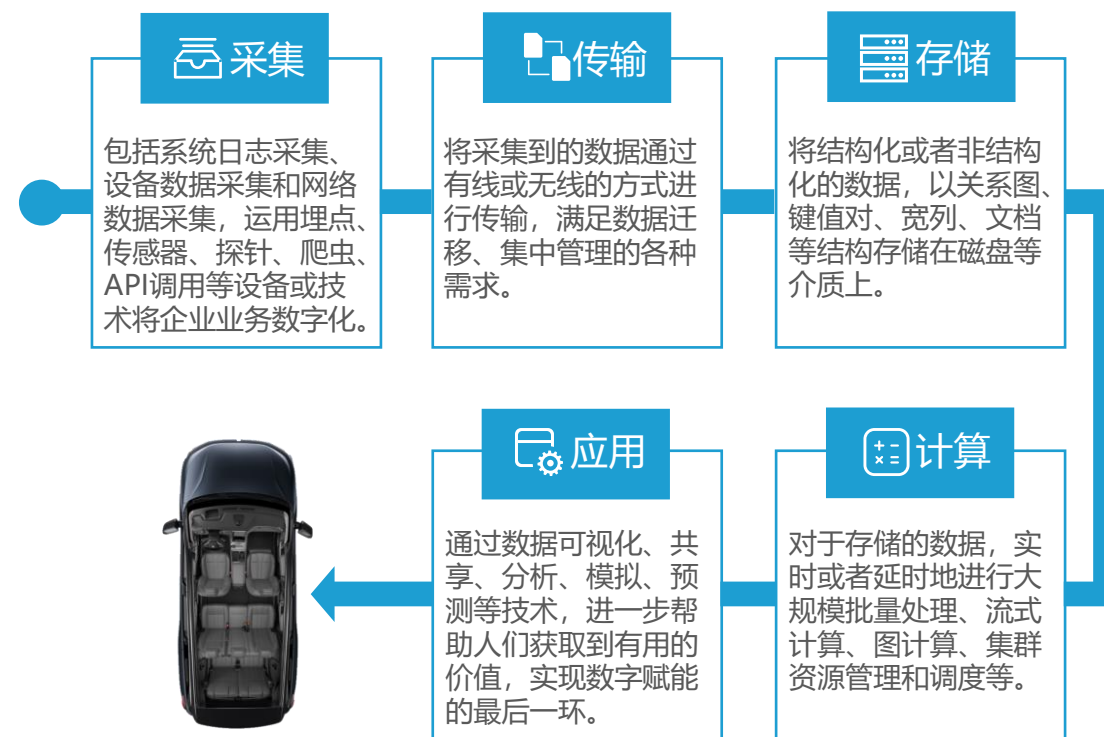 采集
包括系统日志采集、
设备数据采集和网络
数据采集，运用埋点、
传感器、探针、爬虫、
API调用等设备或技
术将企业业务数字化。
传输
将采集到的数据通过
有线或无线的方式进
行传输，满足数据迁
移、集中管理的各种
需求。
存储
将结构化或者非结构
化的数据，以关系图、
键值对、宽列、文档
等结构存储在磁盘等
介质上。
计算
对于存储的数据，实
时或者延时地进行大
规模批量处理、流式
计算、图计算、集群
资源管理和调度等。
应用
通过数据可视化、共
享、分析、模拟、预
测等技术，进一步帮
助人们获取到有用的
价值，实现数字赋能
的最后一环。